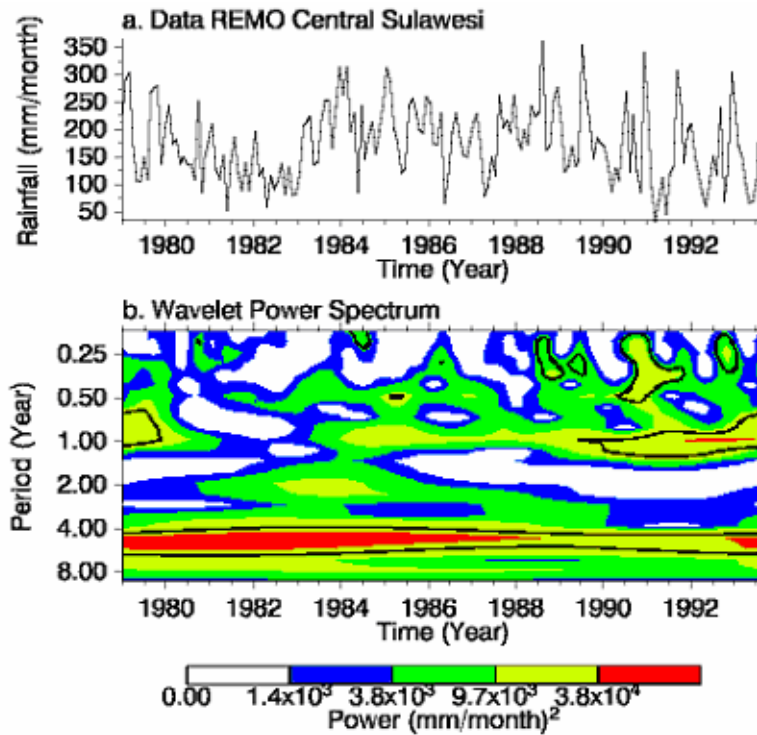 a. Data REMO Central Sulawesi
Rainfall (mm/month)
350
300
250
200
150
100
50
1980 1982 1984 1986 1988 1990 1992
Time (Year)
b. Wavelet Power Spectrum
Period (Year)
0.25
0.50
1.00
2.00
4.00
8.00
1980 1982 1984 1986 1988 1990 1992
Time (Year)
0.00 1.4x10³ 3.8x10³ 9.7x10³ 3.8x10⁴
Power (mm/month)²